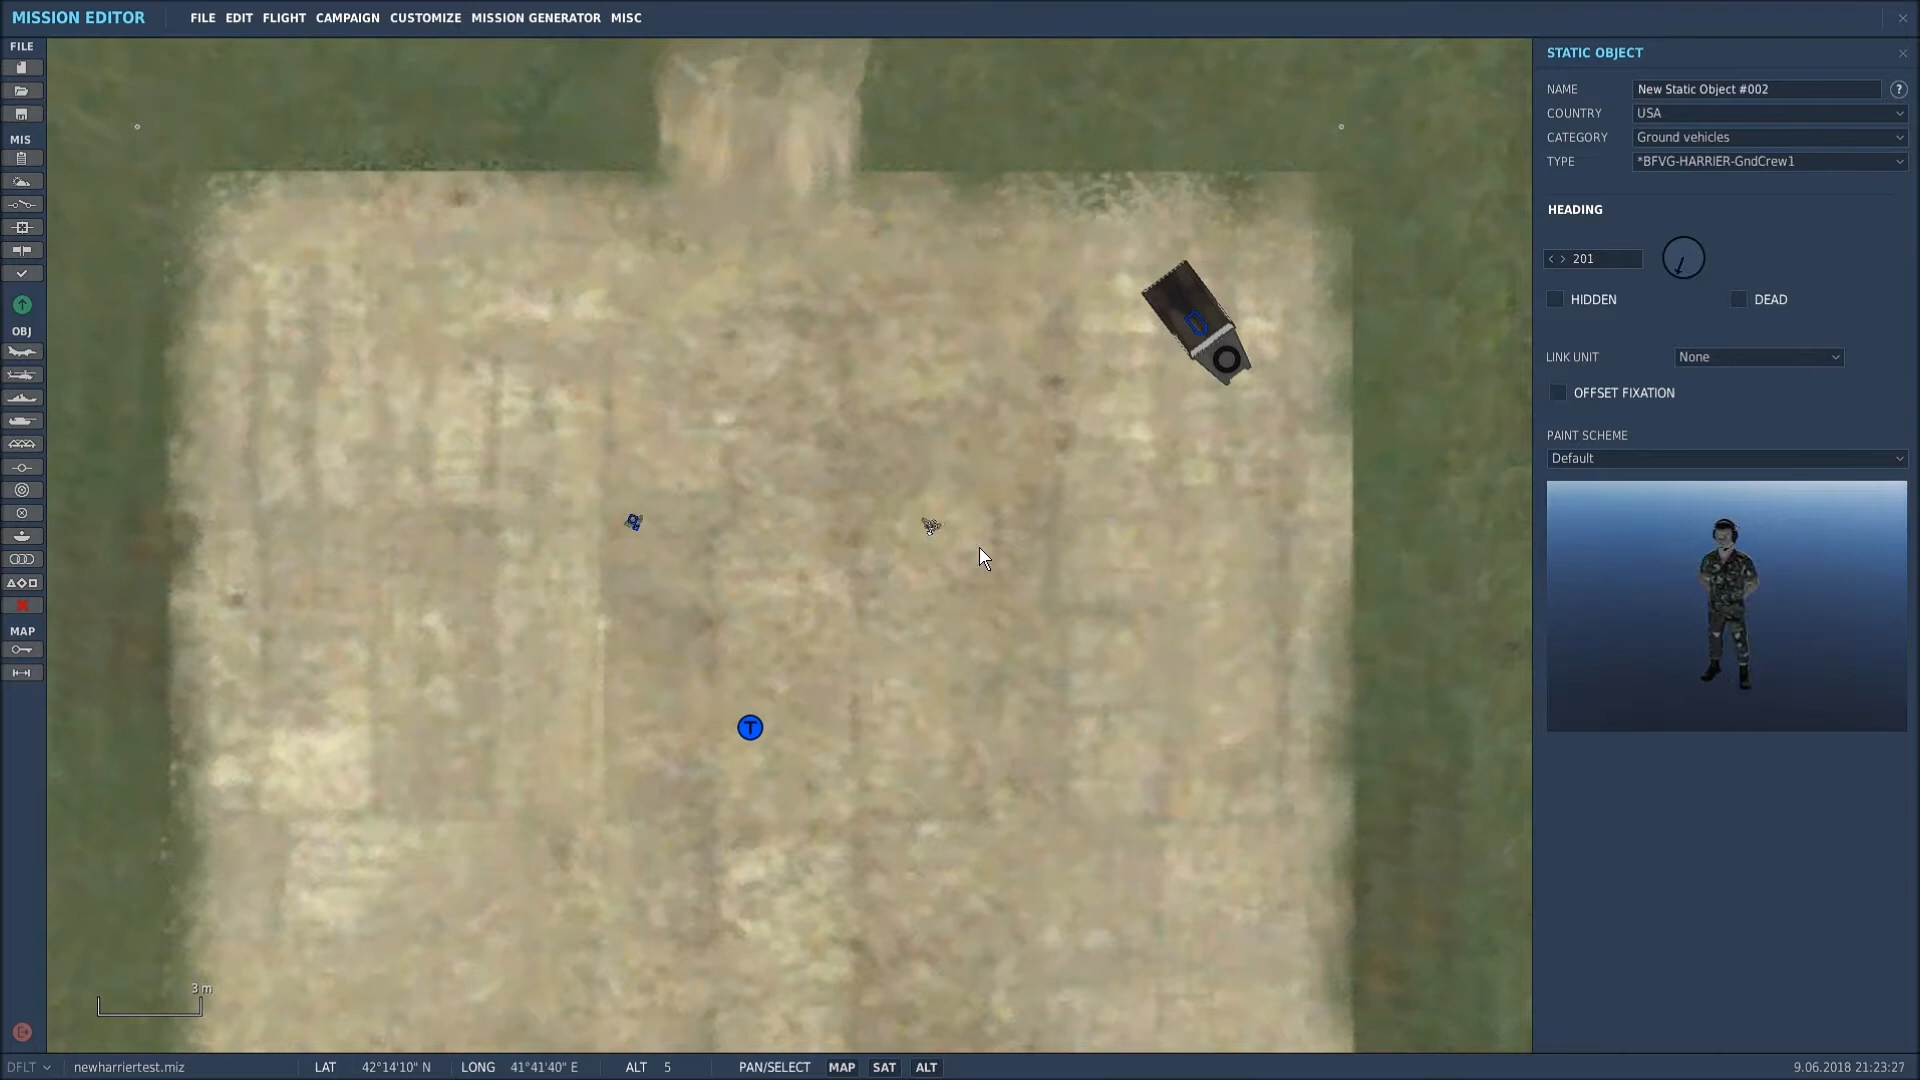 MISSION EDITOR FILE EDIT FLIGHT CAMPAIGN CUSTOMIZE MISSION GENERATOR MISC
FILE
MIS
OBJ
MAP
T
3 m
STATIC OBJECT
NAME New Static Object #002 ?
COUNTRY USA
CATEGORY Ground vehicles
TYPE *BFVG-HARRIER-GndCrew1
HEADING
< > 201
HIDDEN DEAD
LINK UNIT None
OFFSET FIXATION
PAINT SCHEME
Default
DFLT newharriertest.miz LAT 42°14'10" N LONG 41°41'40" E ALT 5 PAN/SELECT MAP SAT ALT 9.06.2018 21:23:27